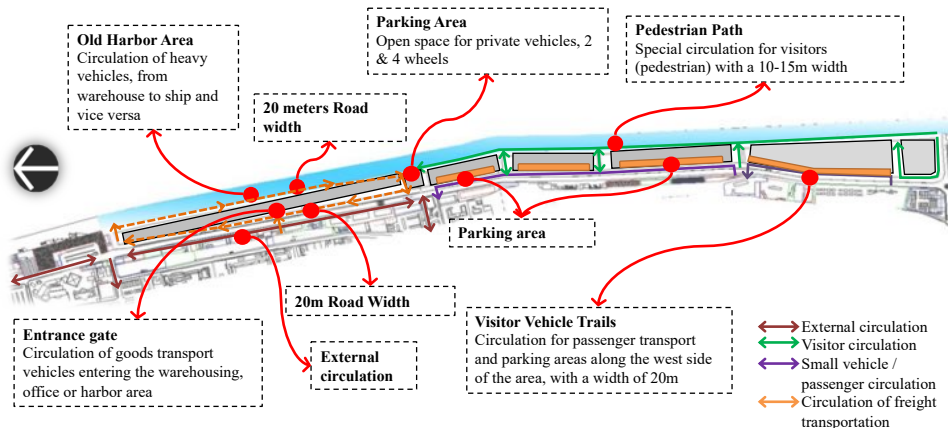 Old Harbor Area
Circulation of heavy
vehicles, from
warehouse to ship and
vice versa
20 meters Road
width
Parking Area
Open space for private vehicles, 2
& 4 wheels
Pedestrian Path
Special circulation for visitors
(pedestrian) with a 10-15m width
Parking area
20m Road Width
Entrance gate
Circulation of goods transport
vehicles entering the warehousing,
office or harbor area
External
circulation
Visitor Vehicle Trails
Circulation for passenger transport
and parking areas along the west side
of the area, with a width of 20m
External circulation
Visitor circulation
Small vehicle /
passenger circulation
Circulation of freight
transportation